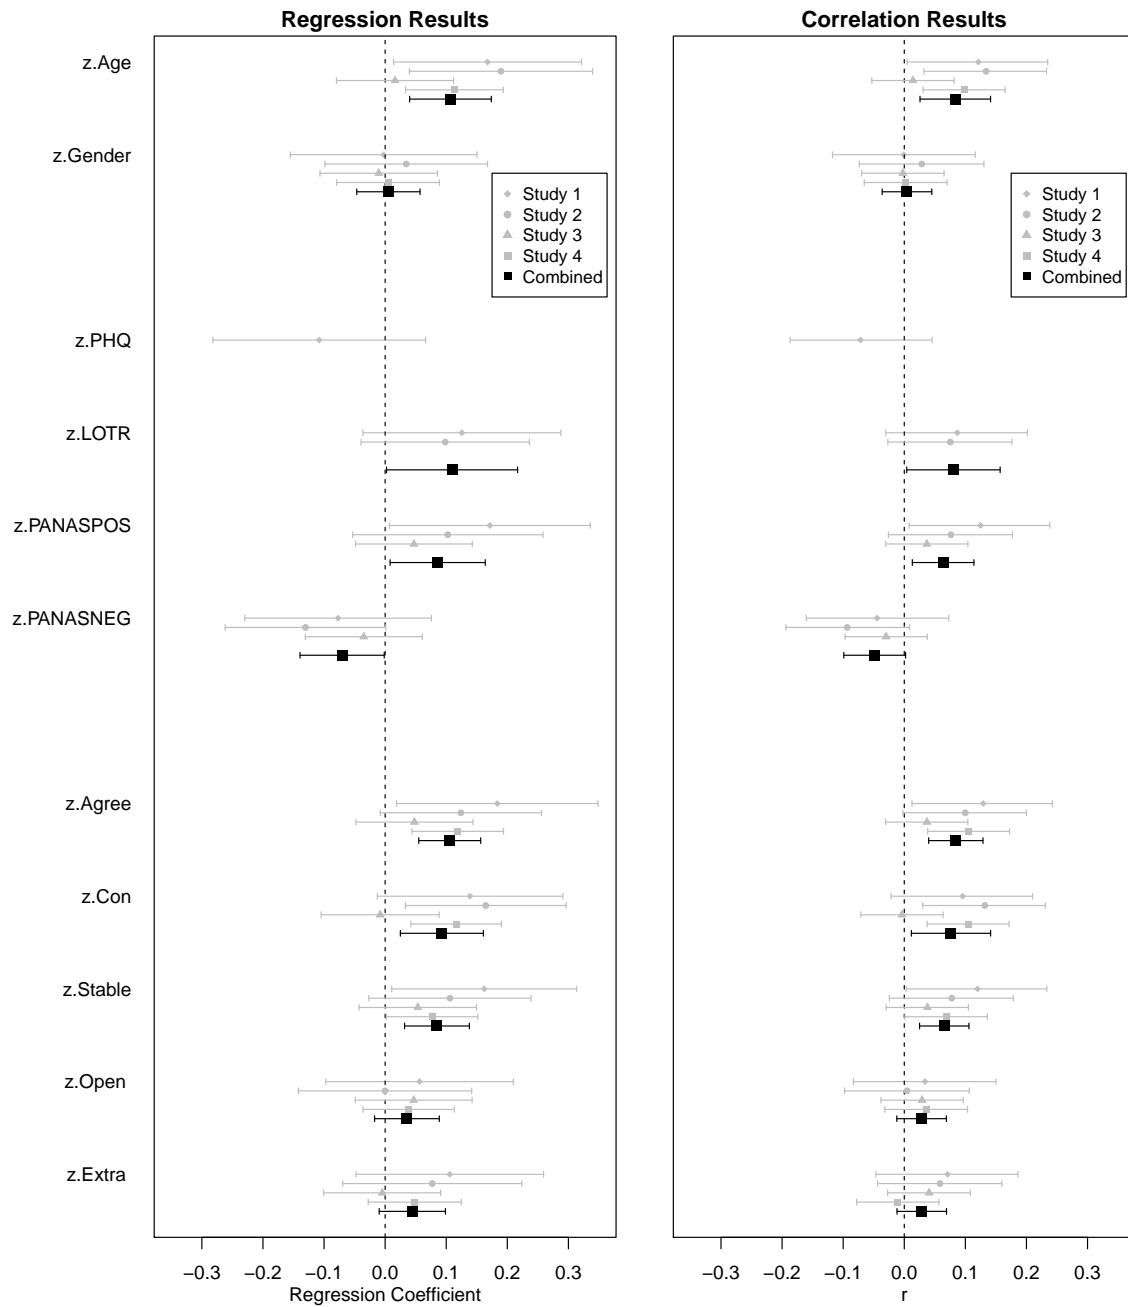 Regression Results
Correlation Results
z.Age
z.Gender
z.PHQ
z.LOTR
z.PANASPOS
z.PANASNEG
z.Agree
z.Con
z.Stable
z.Open
z.Extra
Study 1
Study 2
Study 3
Study 4
Combined
Study 1
Study 2
Study 3
Study 4
Combined
−0.3 −0.2 −0.1 0.0 0.1 0.2 0.3
Regression Coefficient
−0.3 −0.2 −0.1 0.0 0.1 0.2 0.3
r